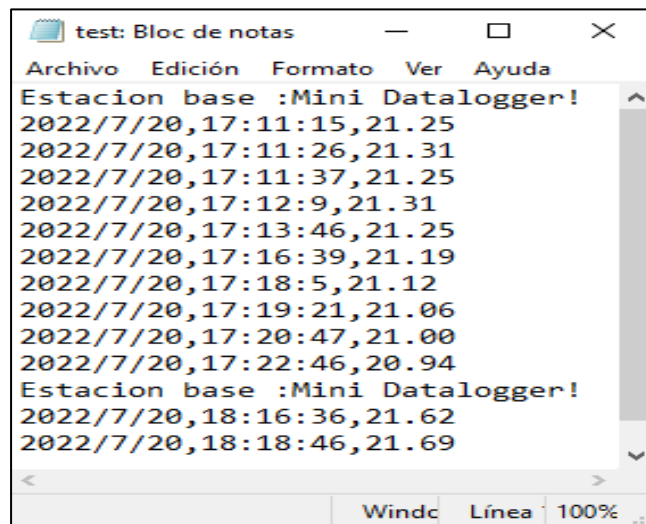 test: Bloc de notas
Archivo Edición Formato Ver Ayuda
Estacion base :Mini Datalogger!
2022/7/20,17:11:15,21.25
2022/7/20,17:11:26,21.31
2022/7/20,17:11:37,21.25
2022/7/20,17:12:9,21.31
2022/7/20,17:13:46,21.25
2022/7/20,17:16:39,21.19
2022/7/20,17:18:5,21.12
2022/7/20,17:19:21,21.06
2022/7/20,17:20:47,21.00
2022/7/20,17:22:46,20.94
Estacion base :Mini Datalogger!
2022/7/20,18:16:36,21.62
2022/7/20,18:18:46,21.69
Windc Línea 100%